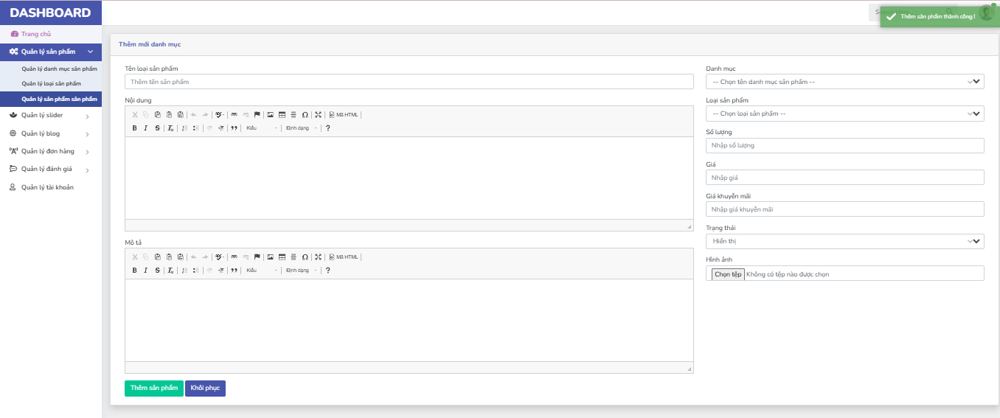 DASHBOARD
Thêm sản phẩm thành công !
Trang chủ
Quản lý sản phẩm
Quản lý danh mục sản phẩm
Quản lý loại sản phẩm
Quản lý sản phẩm sản phẩm
Quản lý slider
Quản lý blog
Quản lý đơn hàng
Quản lý đánh giá
Quản lý tài khoản
Thêm mới danh mục
Tên loại sản phẩm
Thêm tên sản phẩm
Nội dung
Mã HTML
B I S Tx
Kiểu
Định dạng
?
Mô tả
Mã HTML
B I S Tx
Kiểu
Định dạng
?
Thêm sản phẩm
Khôi phục
Danh mục
-- Chọn tên danh mục sản phẩm --
Loại sản phẩm
-- Chọn loại sản phẩm --
Số lượng
Nhập số lượng
Giá
Nhập giá
Giá khuyễn mãi
Nhập giá khuyễn mãi
Trạng thái
Hiển thị
Hình ảnh
Chọn tệp Không có tệp nào được chọn